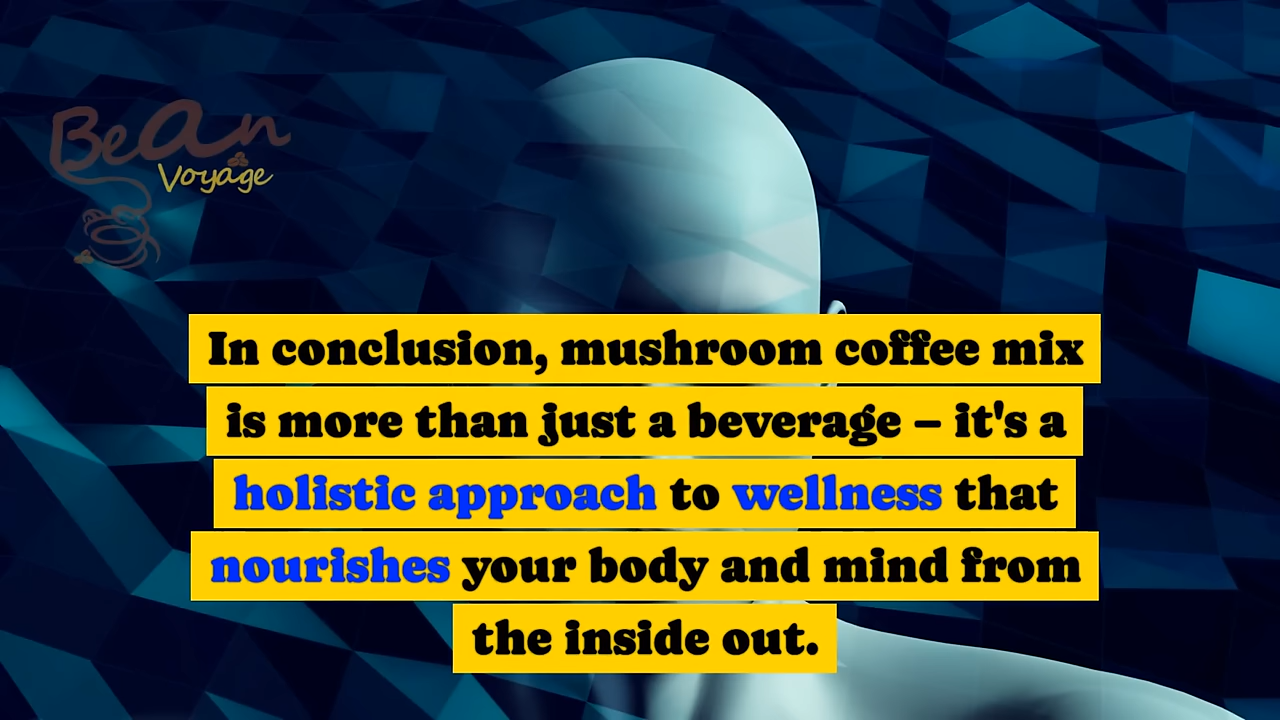 Bean
Voyage
In conclusion, mushroom coffee mix
is more than just a beverage – it's a
holistic approach to wellness that
nourishes your body and mind from
the inside out.